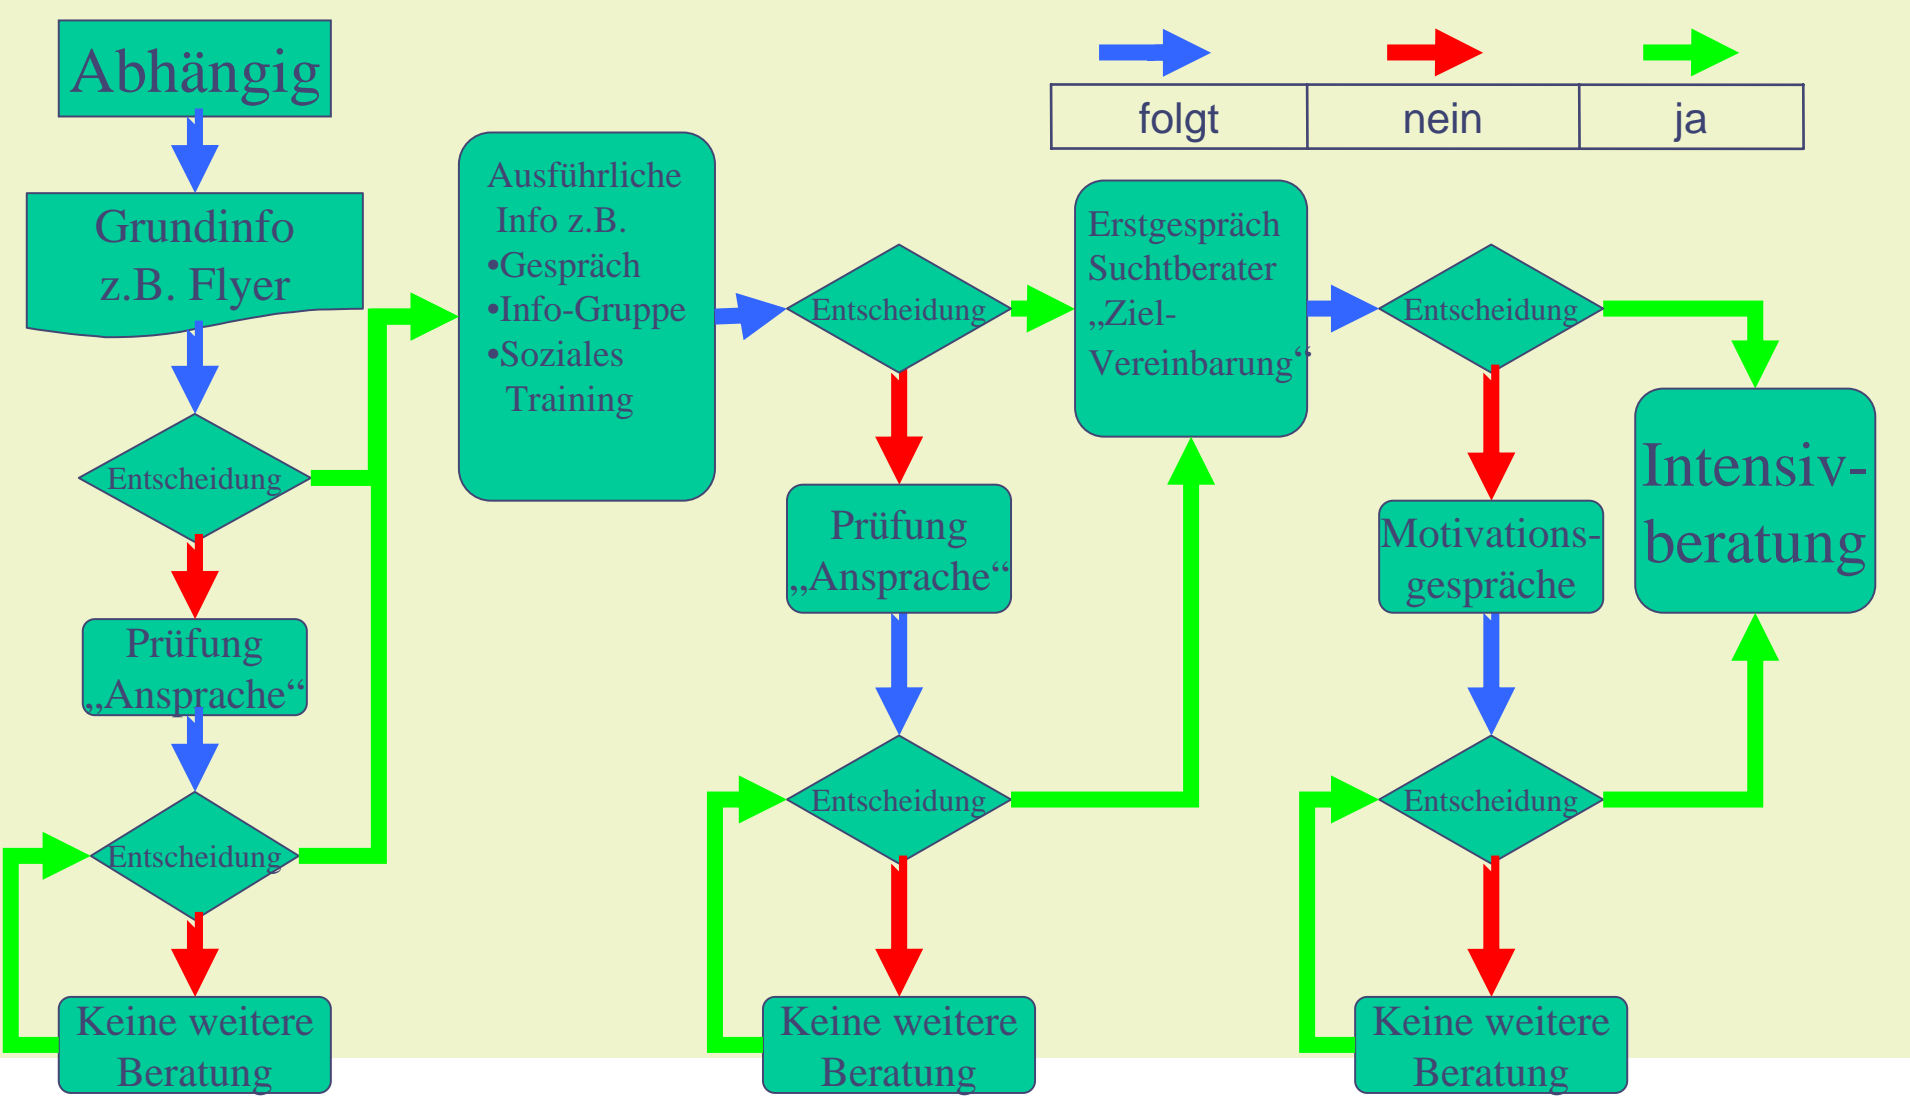 Abhängig
folgt
nein
ja
Grundinfo
z.B. Flyer
Entscheidung
Prüfung
„Ansprache“
Entscheidung
Keine weitere
Beratung
Ausführliche
Info z.B.
•Gespräch
•Info-Gruppe
•Soziales
Training
Entscheidung
Prüfung
„Ansprache“
Entscheidung
Keine weitere
Beratung
Erstgespräch
Suchtberater
„Ziel-
Vereinbarung“
Entscheidung
Motivations-
gespräche
Entscheidung
Keine weitere
Beratung
Intensiv-
beratung